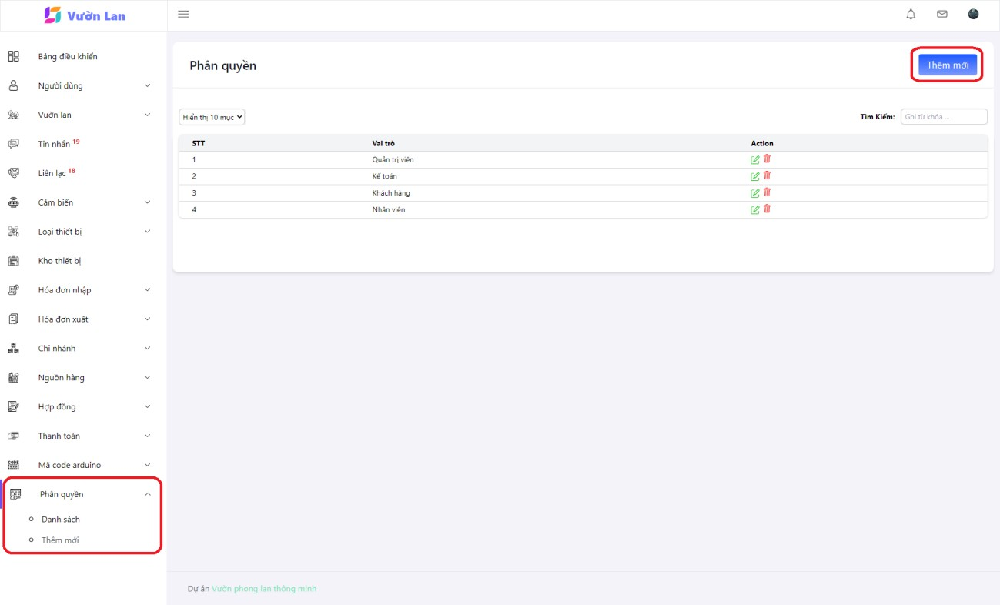 Vườn Lan
Bảng điều khiển
Người dùng
Vườn lan
Tin nhắn 19
Liên lạc 18
Cảm biến
Loại thiết bị
Kho thiết bị
Hóa đơn nhập
Hóa đơn xuất
Chi nhánh
Nguồn hàng
Hợp đồng
Thanh toán
Mã code arduino
Phân quyền
Danh sách
Thêm mới
Phân quyền
Thêm mới
Hiển thị 10 mục
Tìm Kiếm: Ghi từ khóa ...
STT Vai trò Action
1 Quản trị viên
2 Kế toán
3 Khách hàng
4 Nhân viên
Dự án Vườn phong lan thông minh